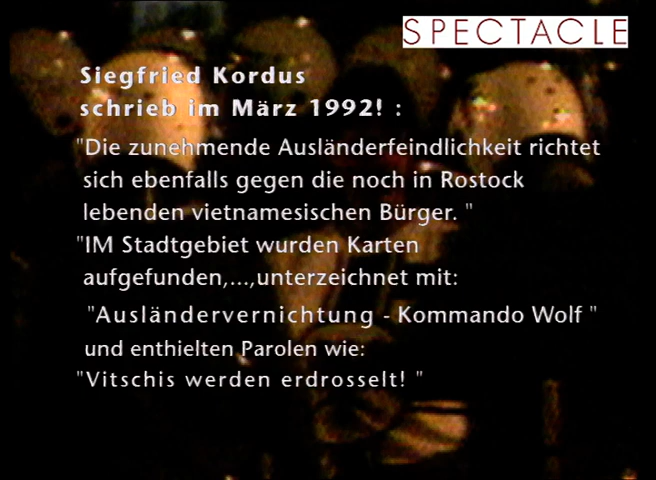 SPECTACLE
Siegfried Kordus
schrieb im März 1992! :
"Die zunehmende Ausländerfeindlichkeit richtet
sich ebenfalls gegen die noch in Rostock
lebenden vietnamesischen Bürger. "
"IM Stadtgebiet wurden Karten
aufgefunden,...,unterzeichnet mit:
"Ausländervernichtung - Kommando Wolf "
und enthielten Parolen wie:
"Vitschis werden erdrosselt! "